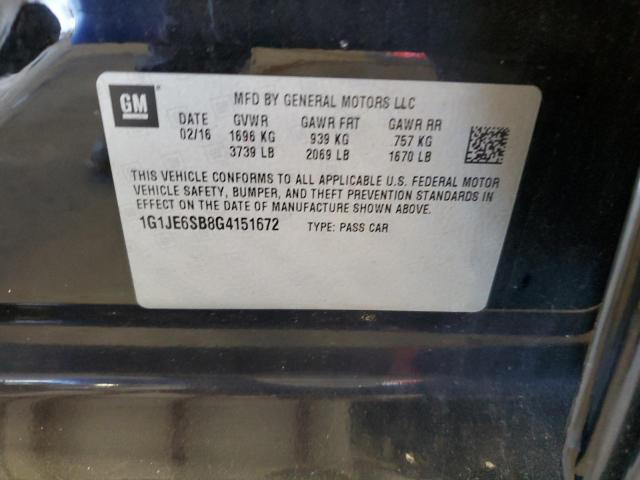 GM
MFD BY GENERAL MOTORS LLC
DATE GVWR GAWR FRT GAWR RR
02/16 1696 KG 939 KG 757 KG
3739 LB 2069 LB 1670 LB
THIS VEHICLE CONFORMS TO ALL APPLICABLE U.S. FEDERAL MOTOR
VEHICLE SAFETY, BUMPER, AND THEFT PREVENTION STANDARDS IN
EFFECT ON THE DATE OF MANUFACTURE SHOWN ABOVE.
1G1JE6SB8G4151672 TYPE: PASS CAR